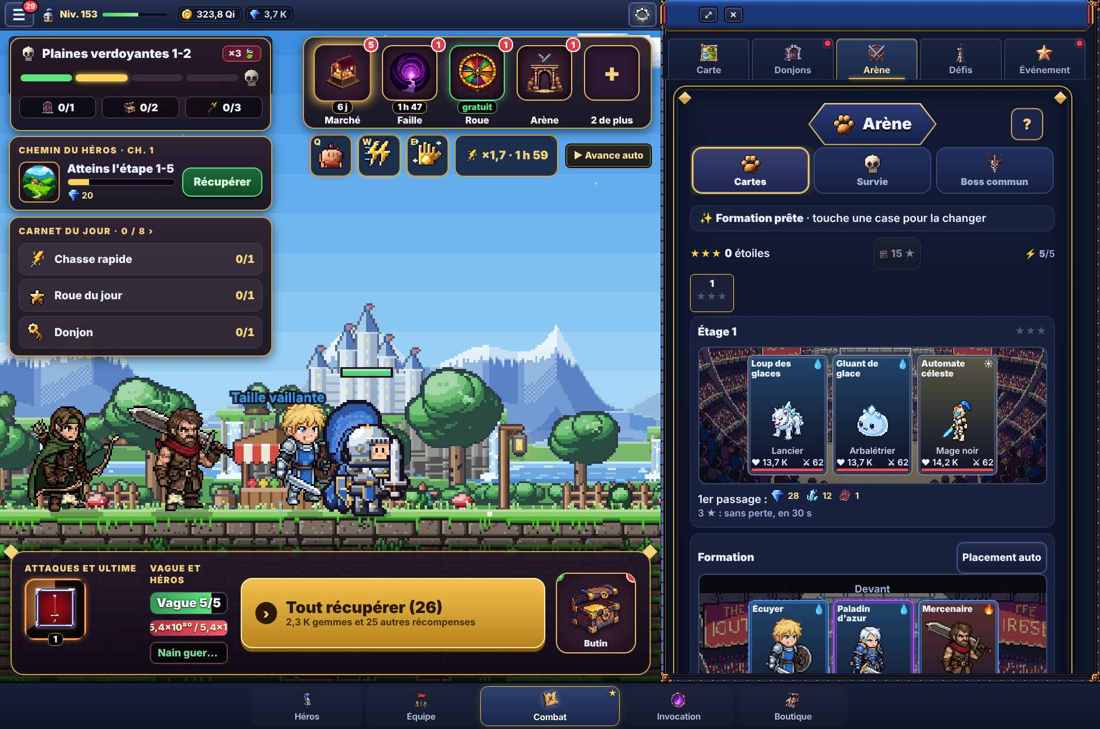 29
Niv. 153
323,8 Qi
3,7 K
Plaines verdoyantes 1-2
×3
0/1
0/2
0/3
CHEMIN DU HÉROS · CH. 1
Atteins l'étape 1-5
20
Récupérer
CARNET DU JOUR · 0 / 8 ›
Chasse rapide 0/1
Roue du jour 0/1
Donjon 0/1
5
6 j
Marché
1
1 h 47
Faille
1
gratuit
Roue
1
Arène
+
2 de plus
Q
W
E
×1,7 · 1 h 59
Avance auto
Taille vaillante
ATTAQUES ET ULTIME
1
VAGUE ET HÉROS
Vague 5/5
5,4×10⁸⁰ / 5,4×1
Nain guer...
Tout récupérer (26)
2,3 K gemmes et 25 autres récompenses
Butin
Héros
Équipe
Combat
Invocation
Boutique
Carte
Donjons
Arène
Défis
Événement
Arène
?
Cartes
Survie
Boss commun
Formation prête · touche une case pour la changer
0 étoiles
15
5/5
1
Étage 1
Loup des glaces
Lancier
13,7 K 62
Gluant de glace
Arbalétrier
13,7 K 62
Automate céleste
Mage noir
14,2 K 62
1er passage : 28 12 1
3 ★ : sans perte, en 30 s
Formation
Placement auto
Devant
Écuyer
Paladin d'azur
Mercenaire